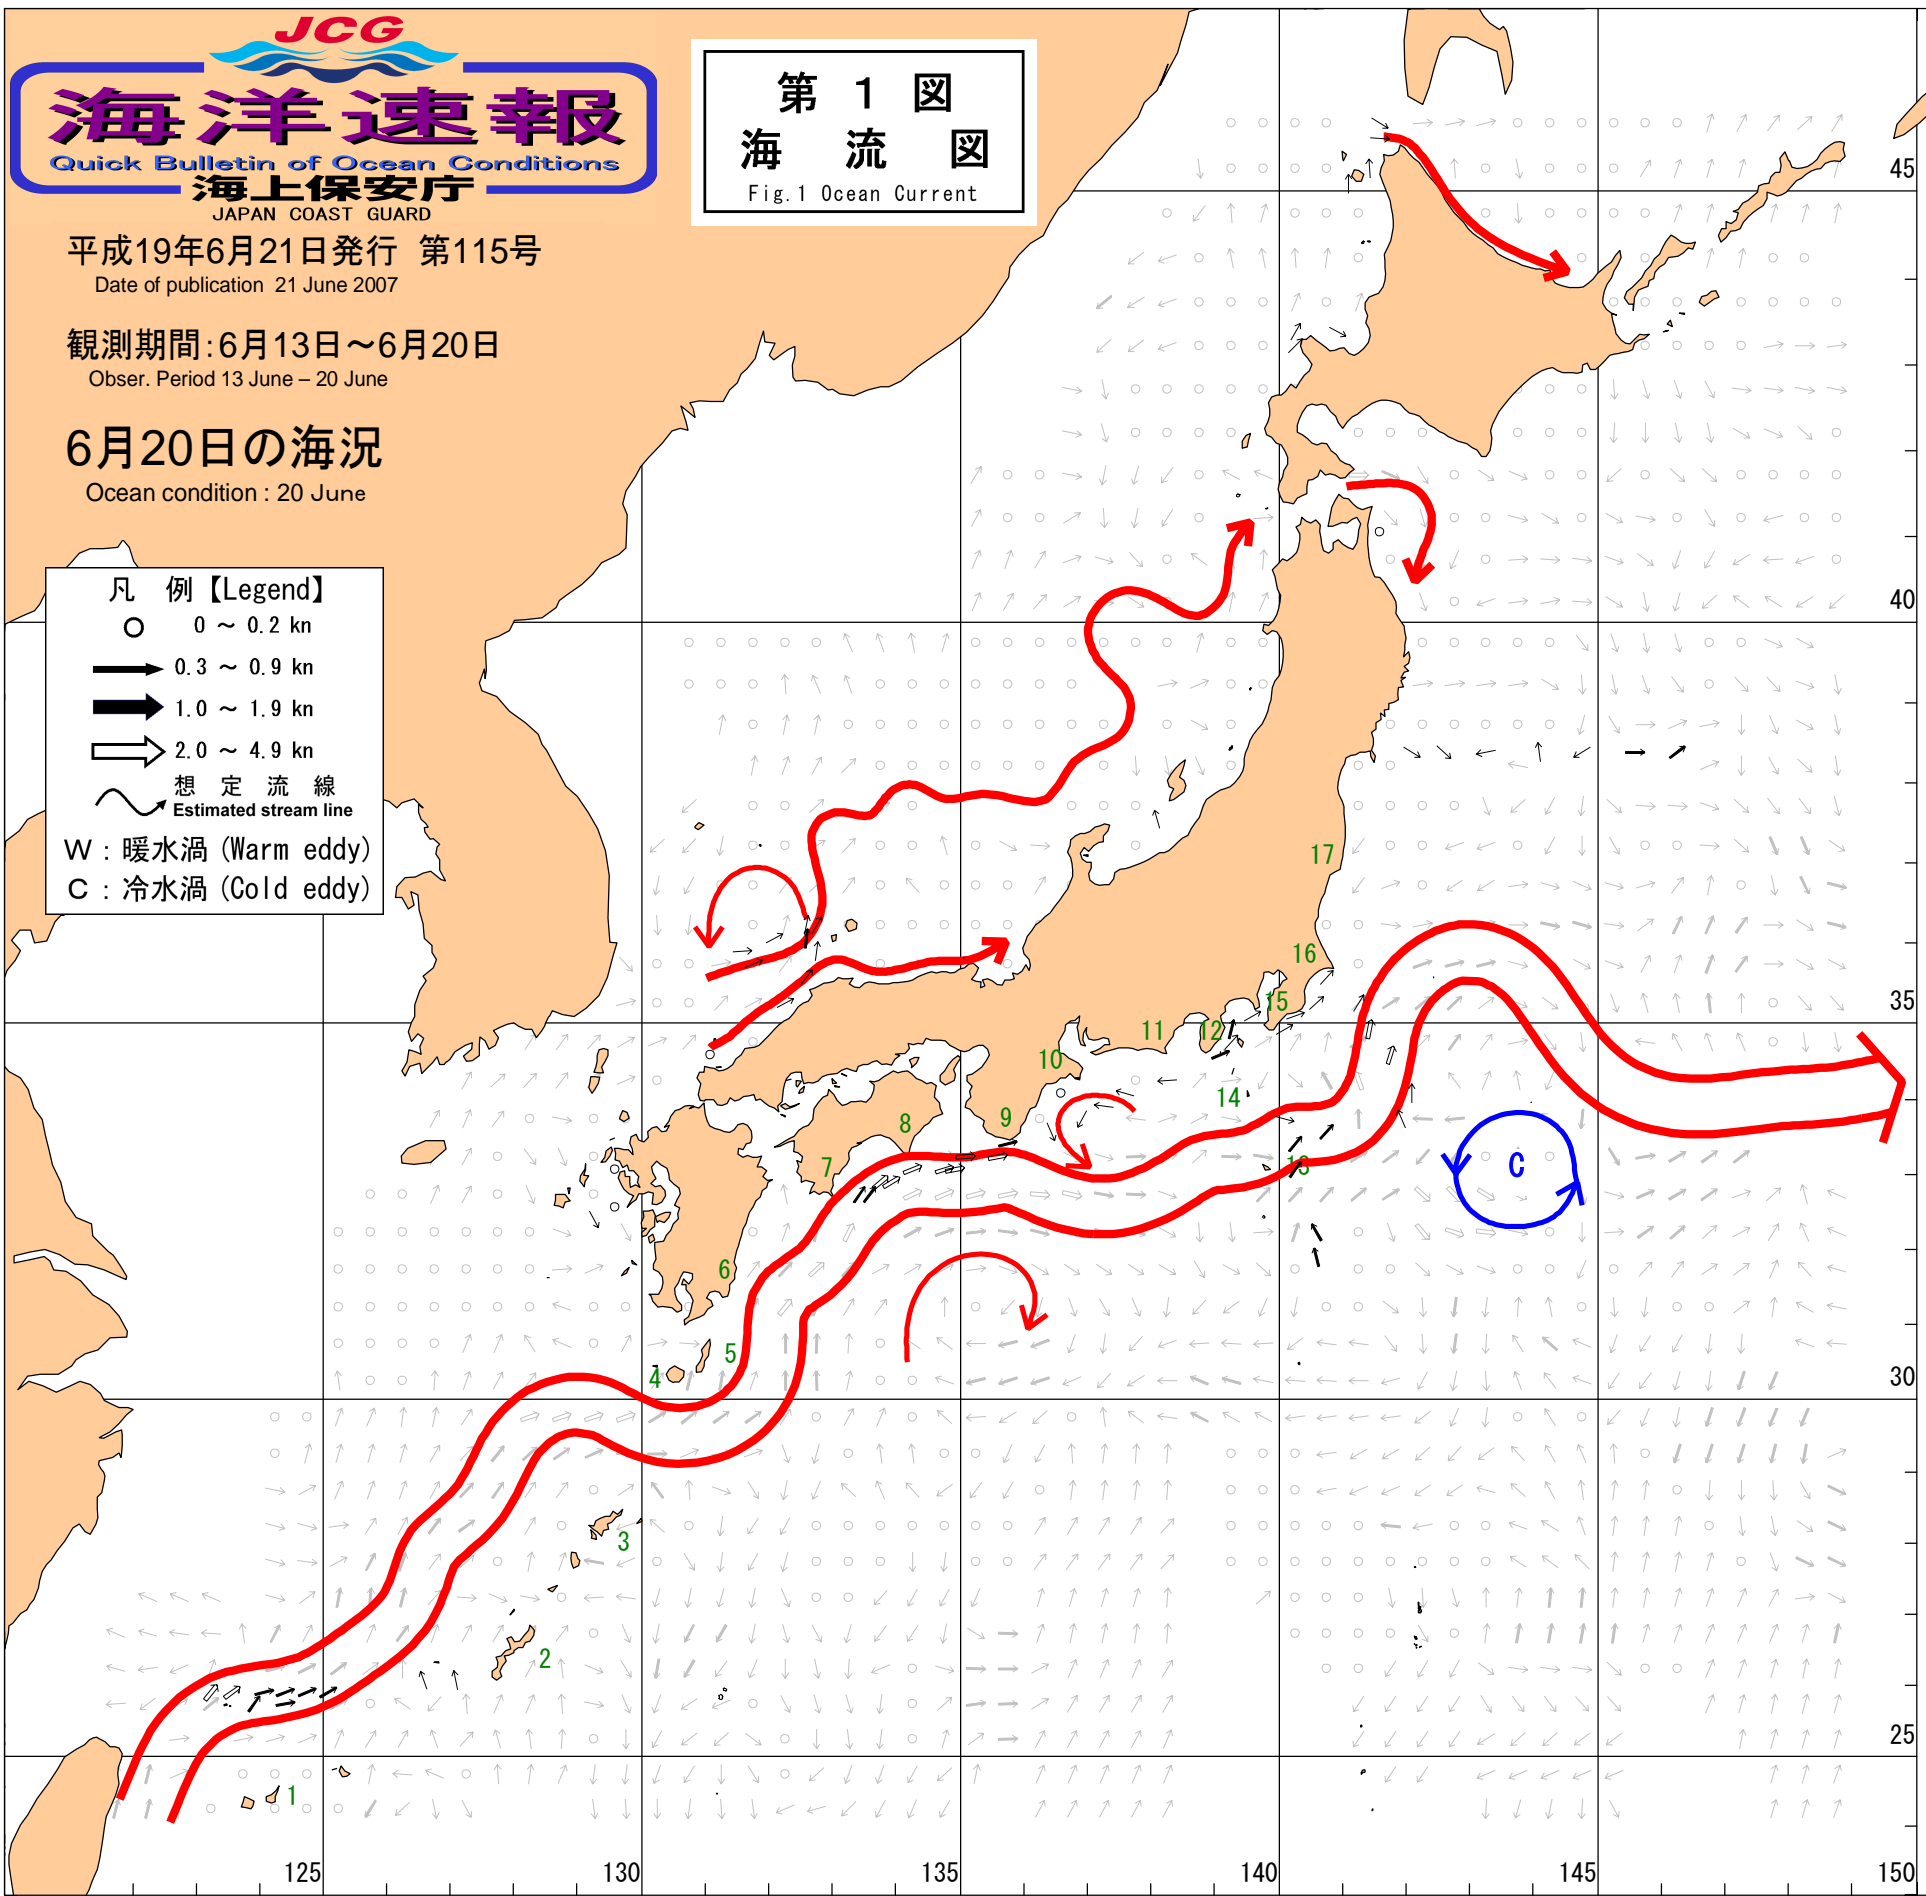 JCG
海洋速報
Quick Bulletin of Ocean Conditions
海上保安庁
JAPAN COAST GUARD
平成19年6月21日発行 第115号
Date of publication 21 June 2007
観測期間:6月13日～6月20日
Obser. Period 13 June – 20 June
6月20日の海況
Ocean condition : 20 June
第 1 図
海 流 図
Fig.1 Ocean Current
凡 例【Legend】
0 ～ 0.2 kn
0.3 ～ 0.9 kn
1.0 ～ 1.9 kn
2.0 ～ 4.9 kn
想 定 流 線
Estimated stream line
W : 暖水渦 (Warm eddy)
C : 冷水渦 (Cold eddy)
45
40
17
16
35
15
12
11
10
14
9
8
7
13
C
6
5
4
30
3
2
25
1
125
130
135
140
145
150